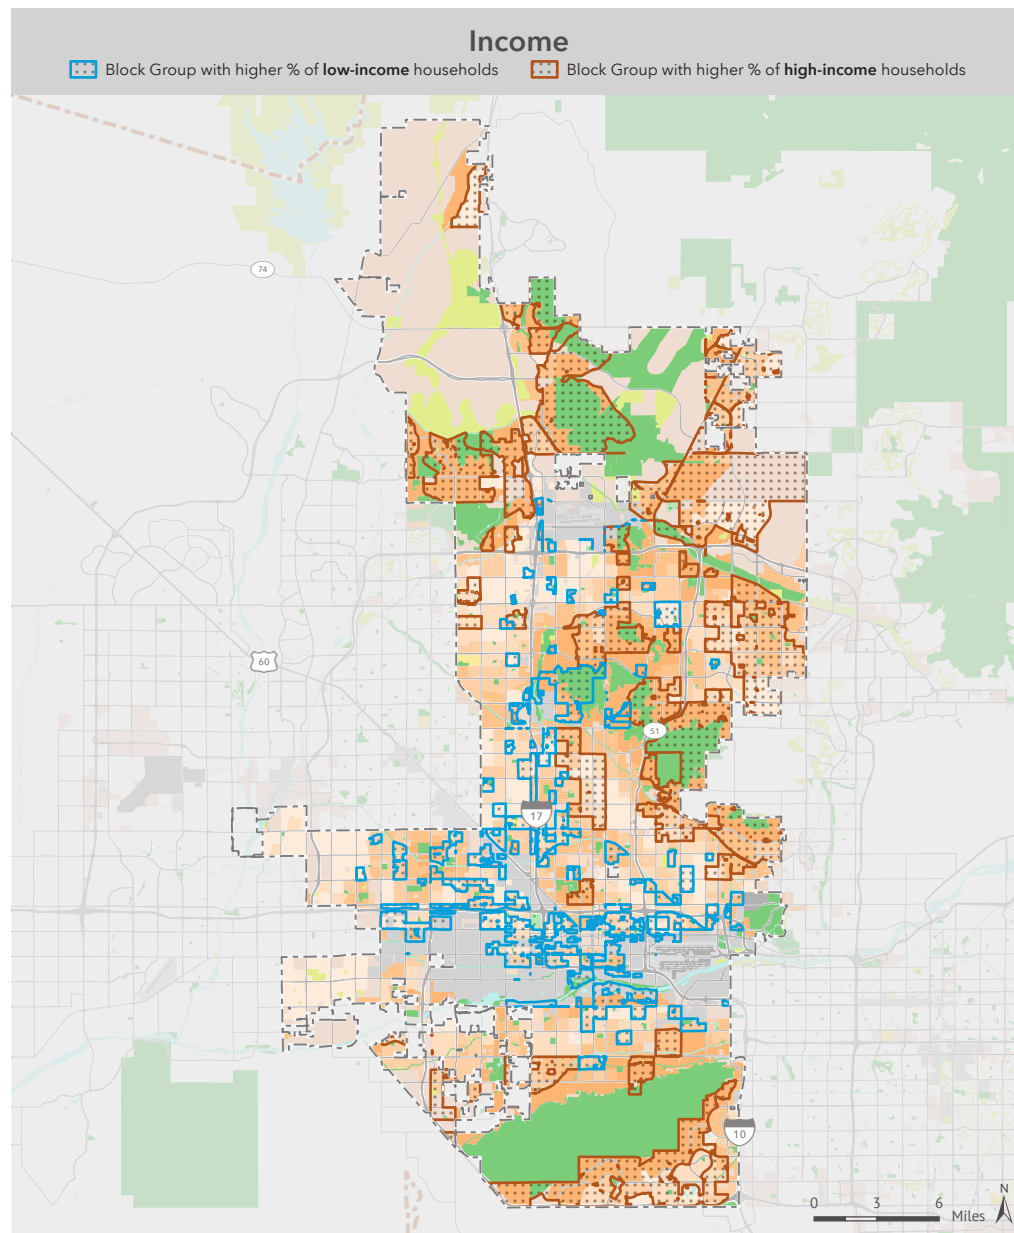 Income
Block Group with higher % of low-income households
Block Group with higher % of high-income households
74
60
51
17
10
N
0 3 6
Miles